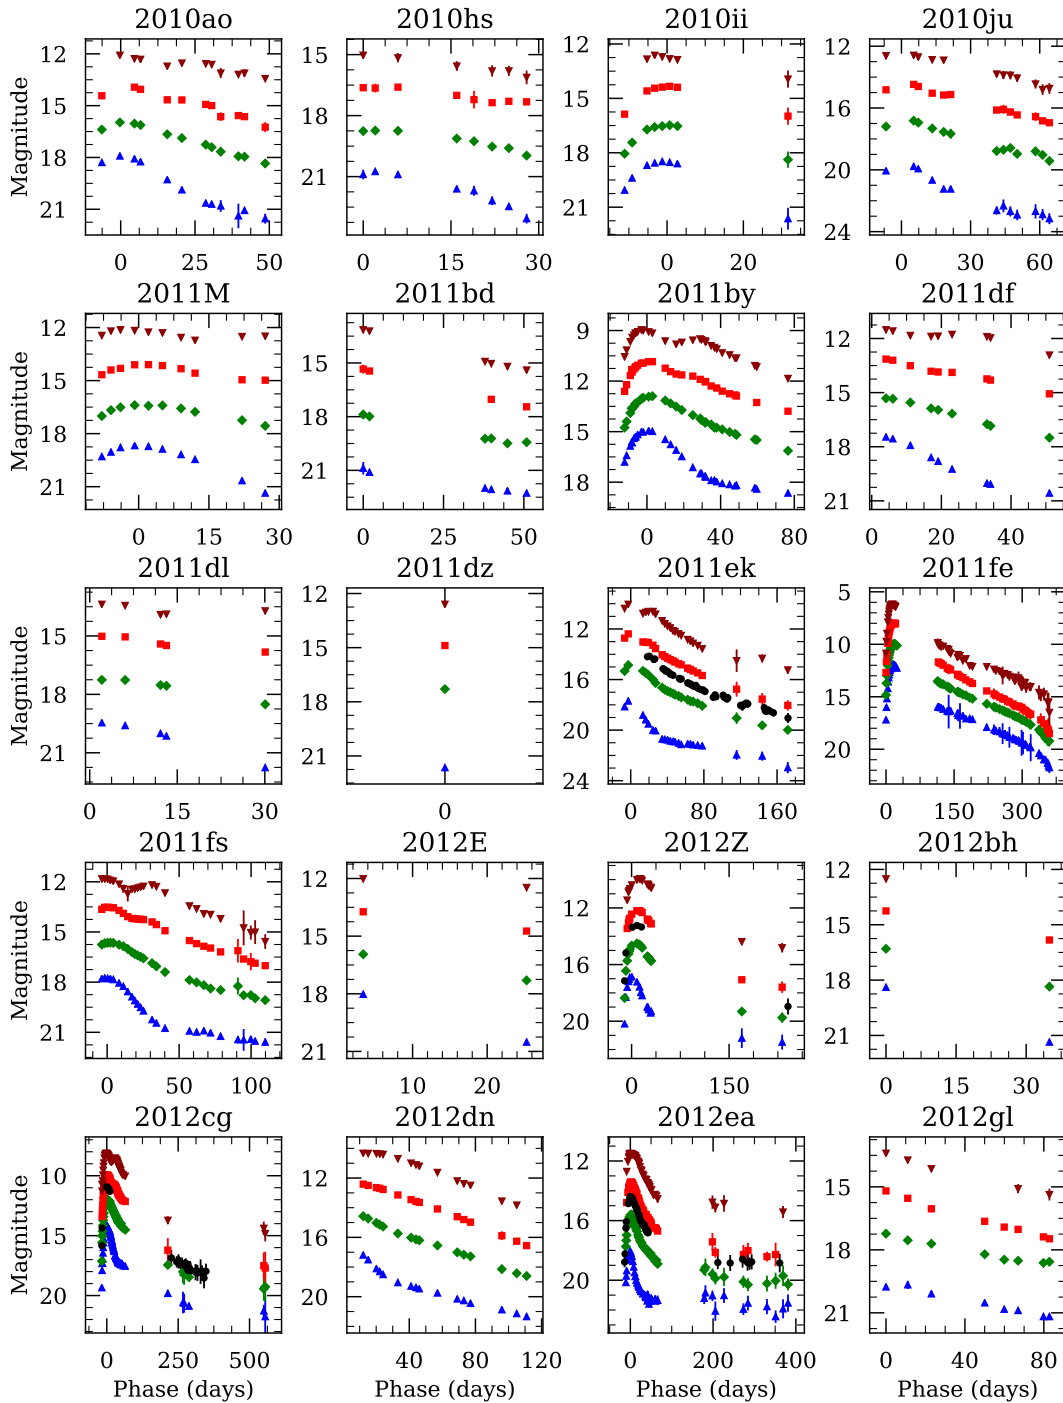 2010ao 2010hs 2010ii 2010ju
Magnitude
12 15 18 21
15 18 21
12 15 18 21
12 16 20 24
0 25 50 0 15 30 0 20 0 30 60
2011M 2011bd 2011by 2011df
Magnitude
12 15 18 21
15 18 21
9 12 15 18
12 15 18 21
0 15 30 0 25 50 0 40 80 0 20 40
2011dl 2011dz 2011ek 2011fe
Magnitude
15 18 21
12 15 18 21
12 16 20 24
5 10 15 20
0 15 30 0 0 80 160 0 150 300
2011fs 2012E 2012Z 2012bh
Magnitude
12 15 18 21
12 15 18 21
12 16 20
12 15 18 21
0 50 100 10 20 0 150 0 15 30
2012cg 2012dn 2012ea 2012gl
Magnitude
10 15 20
12 16 20
12 16 20
15 18 21
0 250 500 40 80 120 0 200 400 0 40 80
Phase (days) Phase (days) Phase (days) Phase (days)